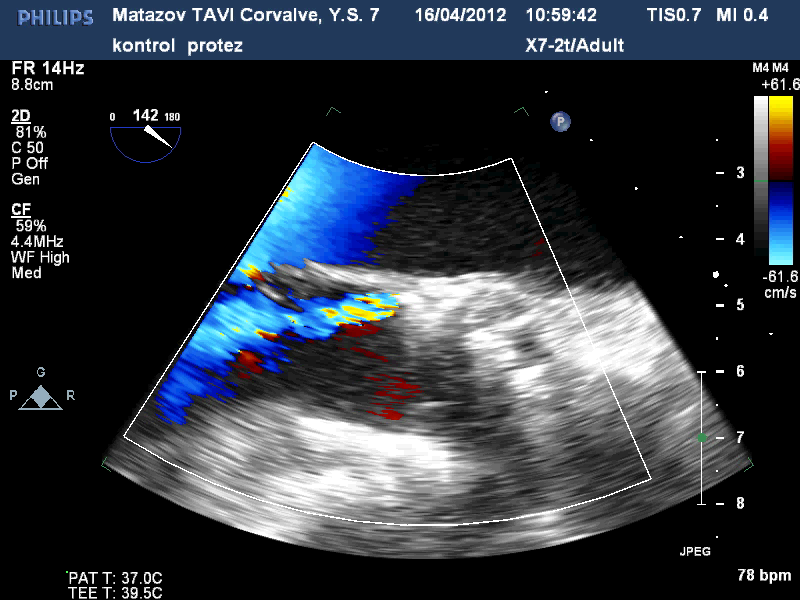 PHILIPS Matazov TAVI Corvalve, Y.S. 7 16/04/2012 10:59:42 TIS0.7 MI 0.4
kontrol protez X7-2t/Adult
FR 14Hz
8.8cm
M4 M4
+61.6
2D
81%
C 50
P Off
Gen
0 142 180
P
CF
59%
4.4MHz
WF High
Med
3
4
-61.6
cm/s
5
6
G
P R
7
8
JPEG
PAT T: 37.0C
TEE T: 39.5C
78 bpm